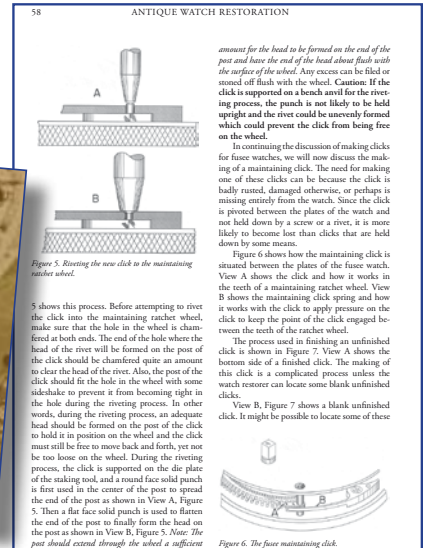 58
ANTIQUE WATCH RESTORATION
A
B
Figure 5. Riveting the new click to the maintaining
ratchet wheel.
5 shows this process. Before attempting to rivet
the click into the maintaining ratchet wheel,
make sure that the hole in the wheel is cham-
fered at both ends. The end of the hole where the
head of the rivet will be formed on the post of
the click should be chamfered quite an amount
to clear the head of the rivet. Also, the post of the
click should fit the hole in the wheel with some
sideshake to prevent it from becoming tight in
the hole during the riveting process. In other
words, during the riveting process, an adequate
head should be formed on the post of the click
to hold it in position on the wheel and the click
must still be free to move back and forth, yet not
be too loose on the wheel. During the riveting
process, the click is supported on the die plate
of the staking tool, and a round face solid punch
is first used in the center of the post to spread
the end of the post as shown in View A, Figure
5. Then a flat face solid punch is used to flatten
the end of the post to finally form the head on
the post as shown in View B, Figure 5. Note: The
post should extend through the wheel a sufficient
amount for the head to be formed on the end of the
post and have the end of the head about flush with
the surface of the wheel. Any excess can be filed or
stoned off flush with the wheel. Caution: If the
click is supported on a bench anvil for the rivet-
ing process, the punch is not likely to be held
upright and the rivet could be unevenly formed
which could prevent the click from being free
on the wheel.
In continuing the discussion of making clicks
for fusee watches, we will now discuss the mak-
ing of a maintaining click. The need for making
one of these clicks can be because the click is
badly rusted, damaged otherwise, or perhaps is
missing entirely from the watch. Since the click
is pivoted between the plates of the watch and
not held down by a screw or a rivet, it is more
likely to become lost than clicks that are held
down by some means.
Figure 6 shows how the maintaining click is
situated between the plates of the fusee watch.
View A shows the click and how it works in
the teeth of a maintaining ratchet wheel. View
B shows the maintaining click spring and how
it works with the click to apply pressure on the
click to keep the point of the click engaged be-
tween the teeth of the ratchet wheel.
The process used in finishing an unfinished
click is shown in Figure 7. View A shows the
bottom side of a finished click. The making of
this click is a complicated process unless the
watch restorer can locate some blank unfinished
clicks.
View B, Figure 7 shows a blank unfinished
click. It might be possible to locate some of these
A
B
Figure 6. The fusee maintaining click.